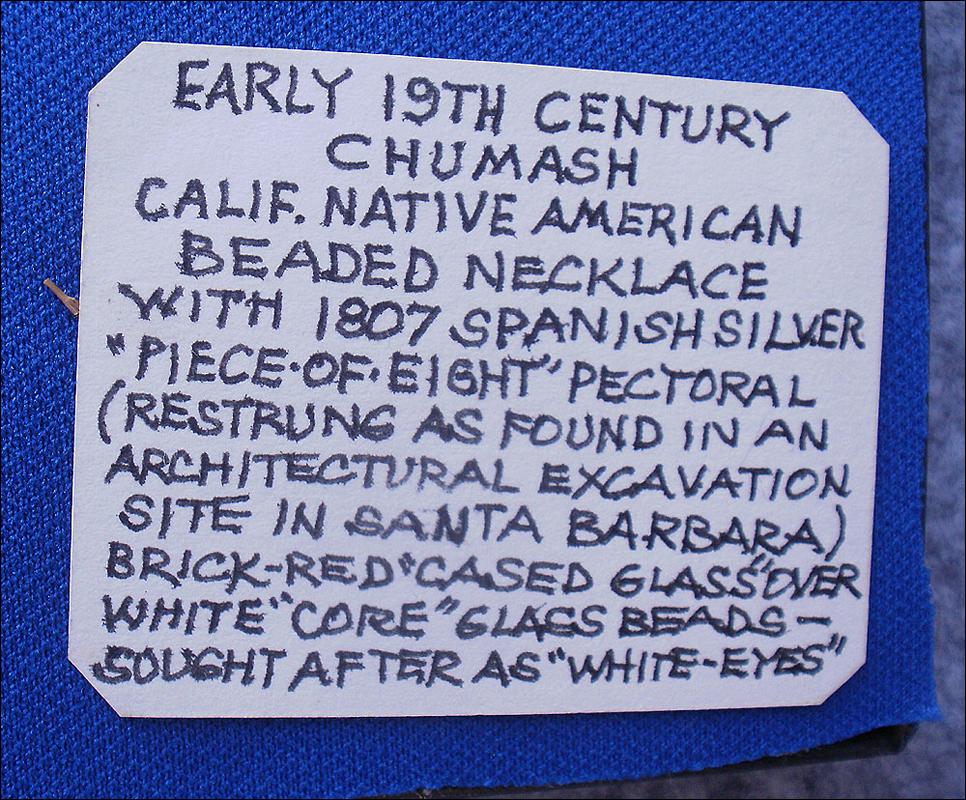 EARLY 19TH CENTURY
CHUMASH
CALIF. NATIVE AMERICAN
BEADED NECKLACE
WITH 1807 SPANISH SILVER
"PIECE·OF·EIGHT" PECTORAL
(RESTRUNG AS FOUND IN AN
ARCHITECTURAL EXCAVATION
SITE IN SANTA BARBARA)
BRICK-RED "CASED GLASS" OVER
WHITE "CORE" GLASS BEADS -
SOUGHT AFTER AS "WHITE-EYES"